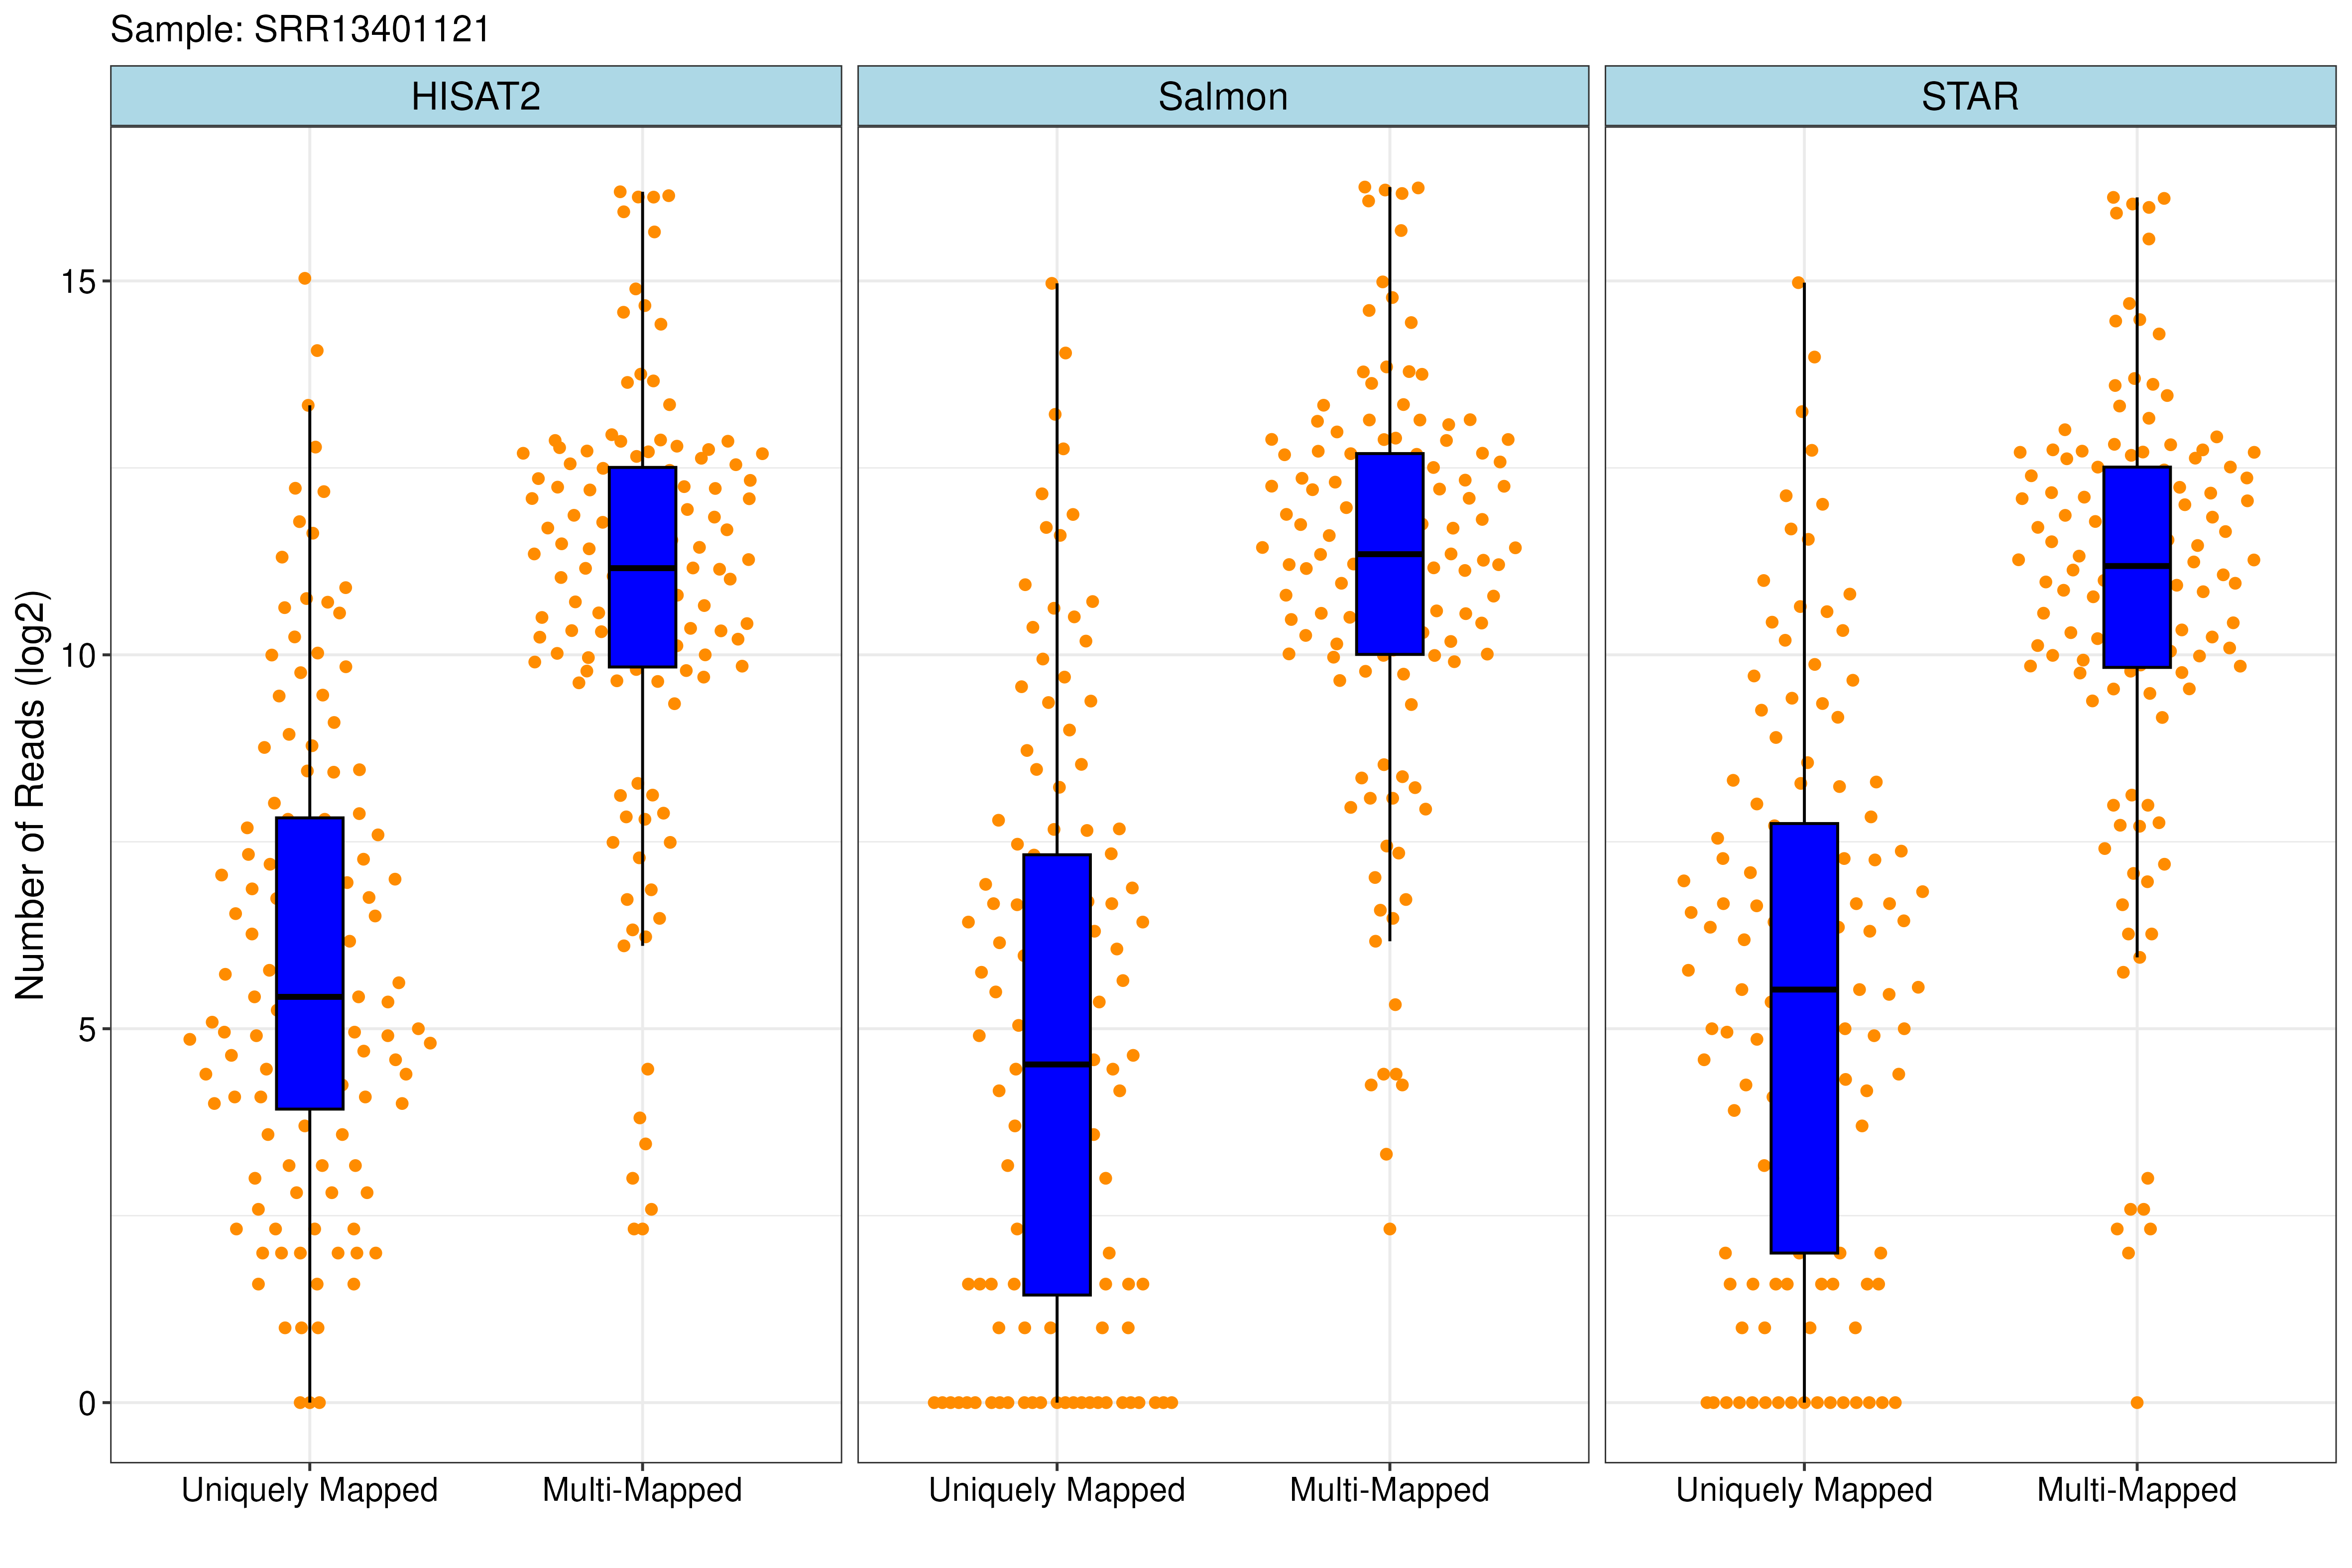 Sample: SRR13401121
HISAT2
Salmon
STAR
Number of Reads (log2)
15
10
5
0
Uniquely Mapped
Multi-Mapped
Uniquely Mapped
Multi-Mapped
Uniquely Mapped
Multi-Mapped